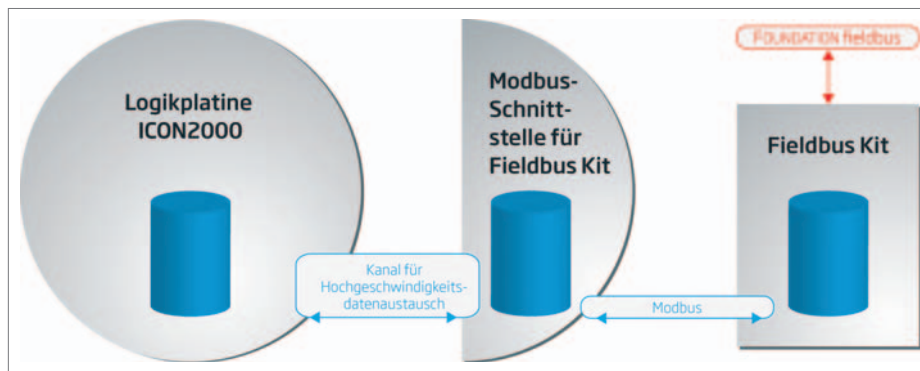 Logikplatine
ICON2000
Modbus-
Schnitt-
stelle für
Fieldbus Kit
FOUNDATION fieldbus
Fieldbus Kit
Kanal für
Hochgeschwindigkeits-
datenaustausch
Modbus